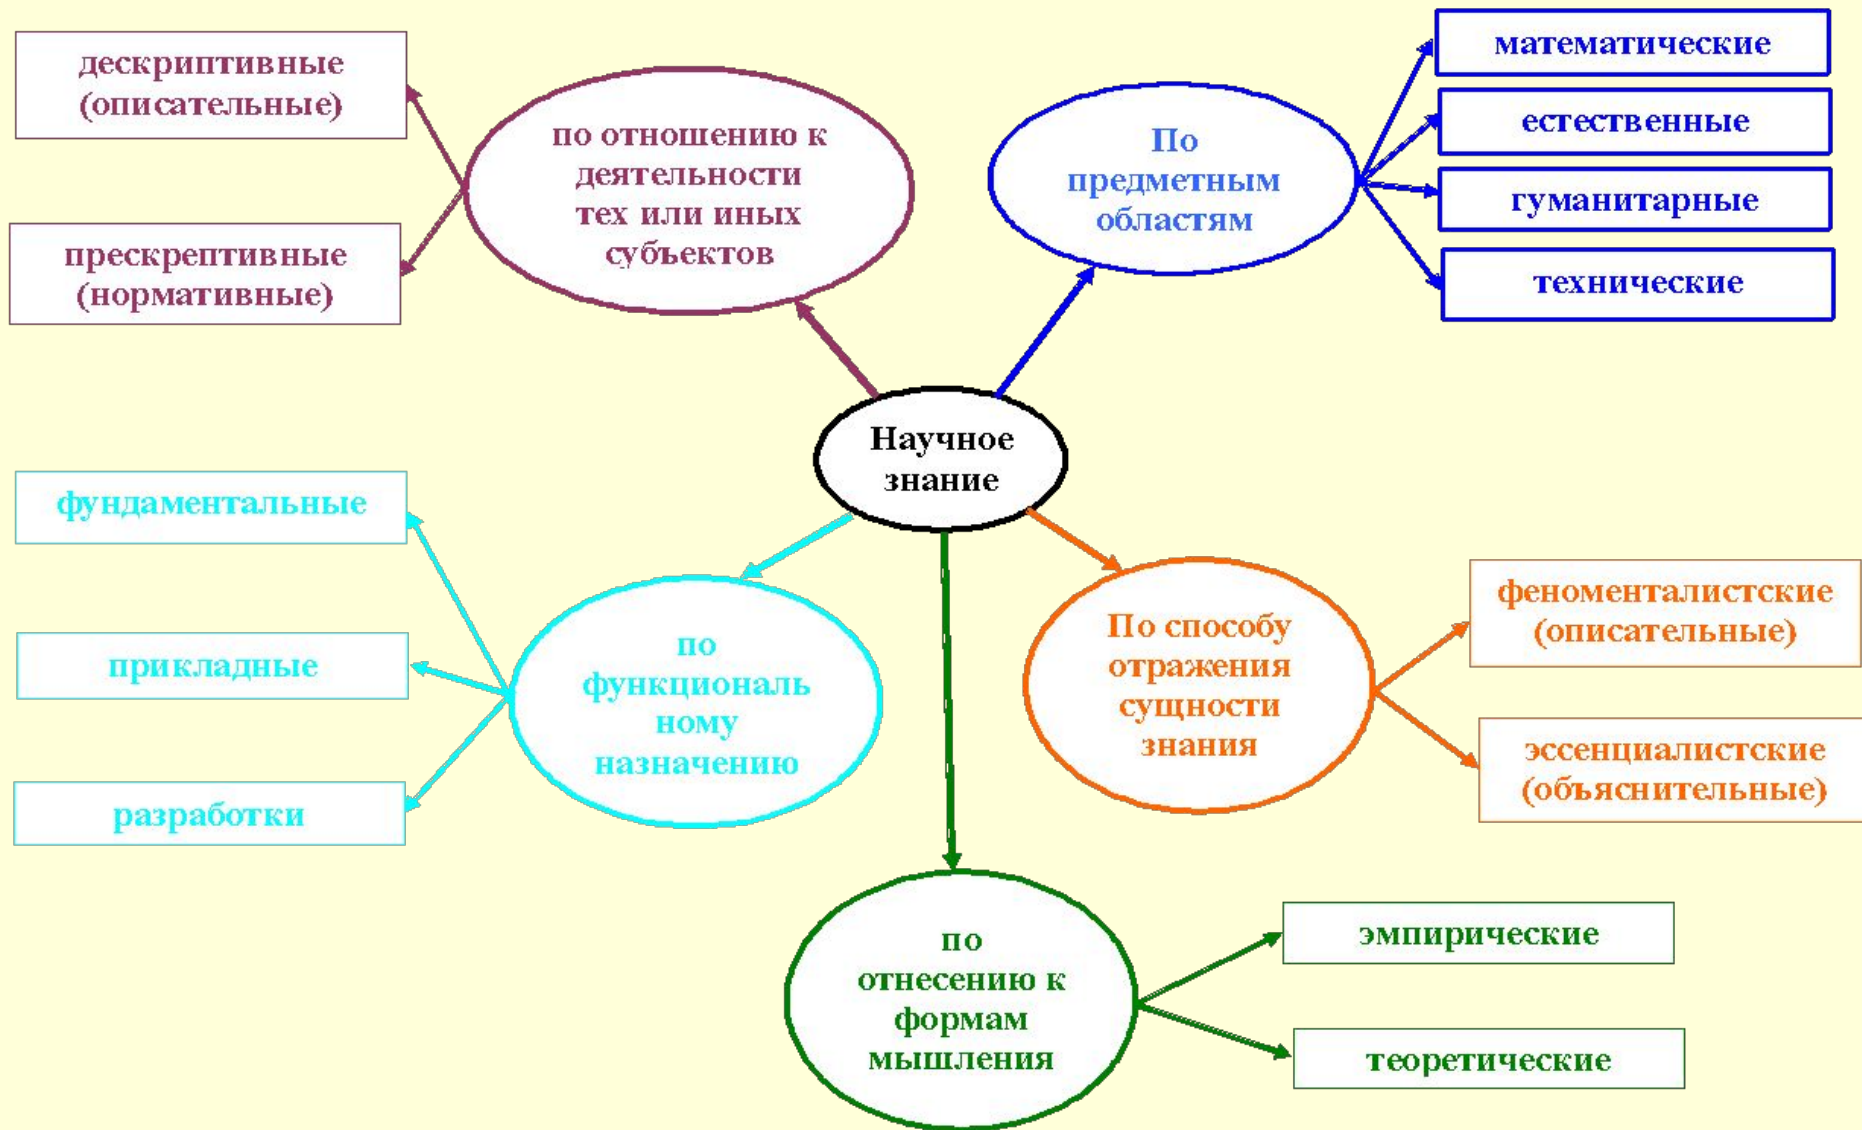 дескриптивные
(описательные)
прескрептивные
(нормативные)
по отношению к
деятельности
тех или иных
субъектов
По
предметным
областям
математические
естественные
гуманитарные
технические
Научное
знание
фундаментальные
прикладные
разработки
по
функциональ
ному
назначению
По способу
отражения
сущности
знания
феноменталистские
(описательные)
эссенциалистские
(объяснительные)
по
отнесению к
формам
мышления
эмпирические
теоретические